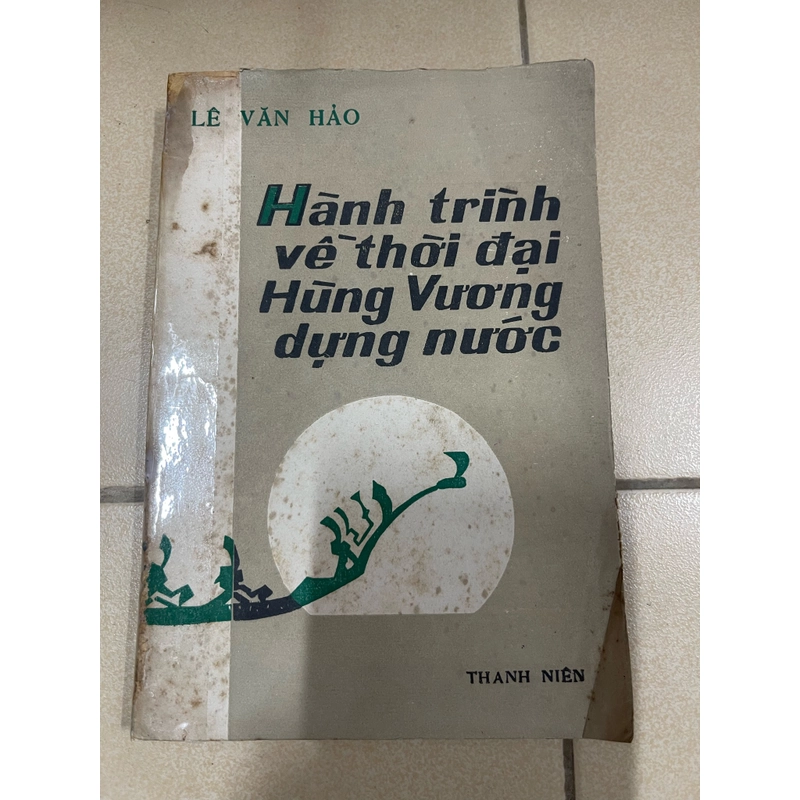 LÊ VĂN HẢO
Hành trình
về thời đại
Hùng Vương
dựng nước
THANH NIÊN